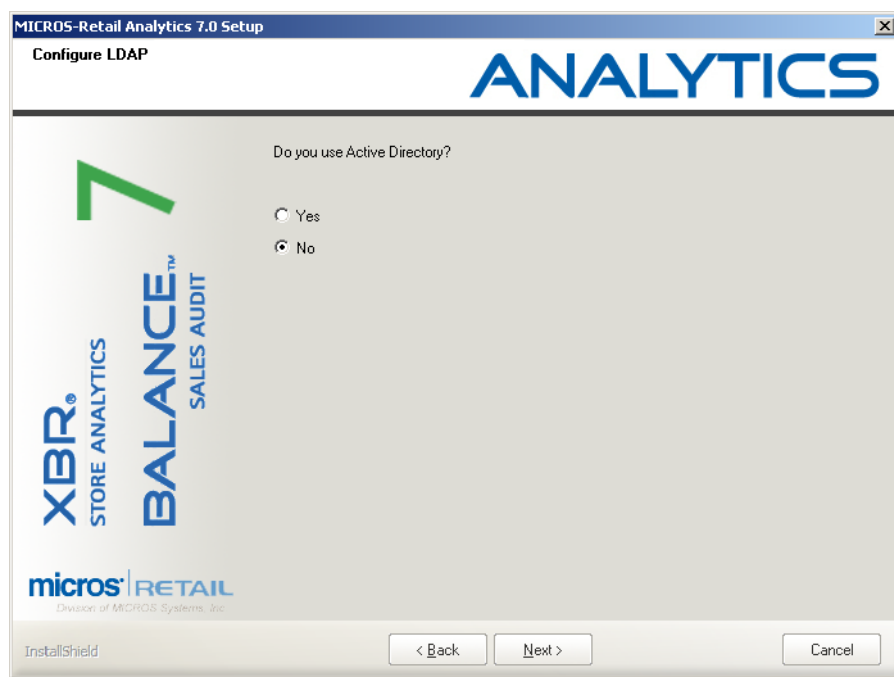 MICROS-Retail Analytics 7.0 Setup
Configure LDAP
ANALYTICS
Do you use Active Directory?
Yes
No
7
XBR®
STORE ANALYTICS
BALANCE™
SALES AUDIT
micros® RETAIL
Division of MICROS Systems, Inc
InstallShield
< Back
Next >
Cancel